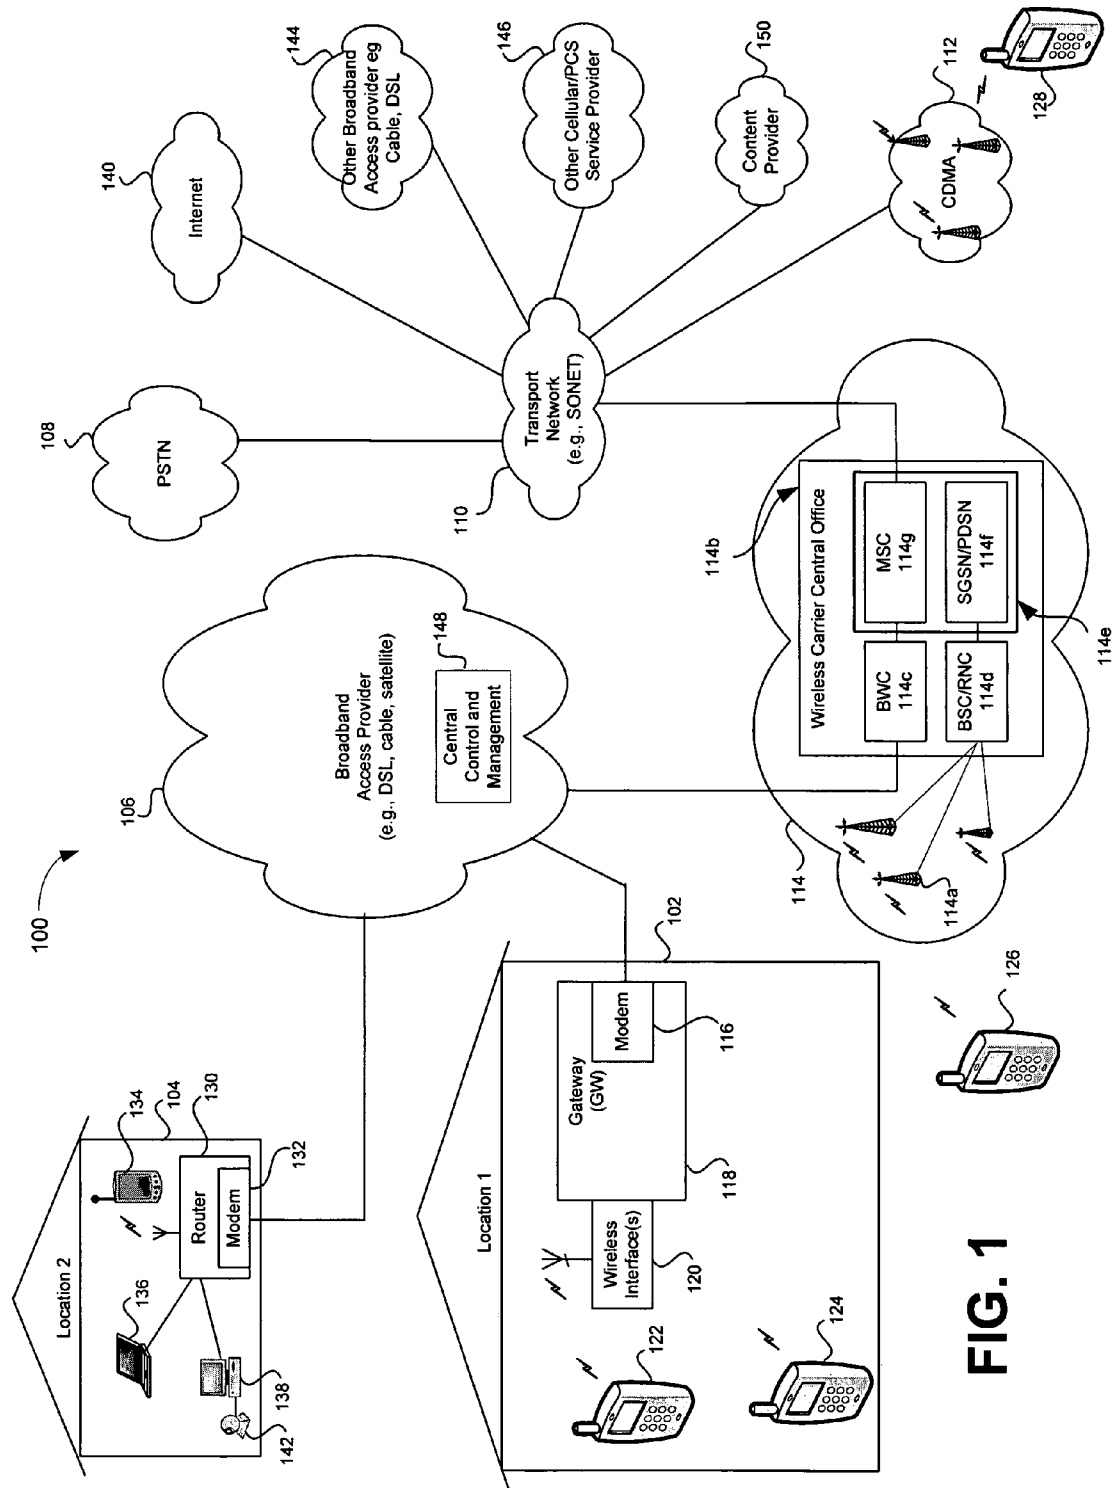 100
Location 2
136
134
104
130
132
Router
Modem
138
142
106
Broadband
Access Provider
(e.g., DSL, cable, satellite)
Central
Control and
Management
148
108
PSTN
140
Internet
144
Other Broadband
Access provider eg
Cable, DSL
146
Other Cellular/PCS
Service Provider
150
Content
Provider
112
CDMA
128
110
Transport
Network
(e.g., SONET)
Location 1
102
Gateway
(GW)
Modem
116
118
Wireless
Interface(s)
120
122
124
126
114
114a
114b
Wireless Carrier Central Office
BWC
114c
MSC
114g
BSC/RNC
114d
SGSN/PDSN
114f
114e
FIG. 1